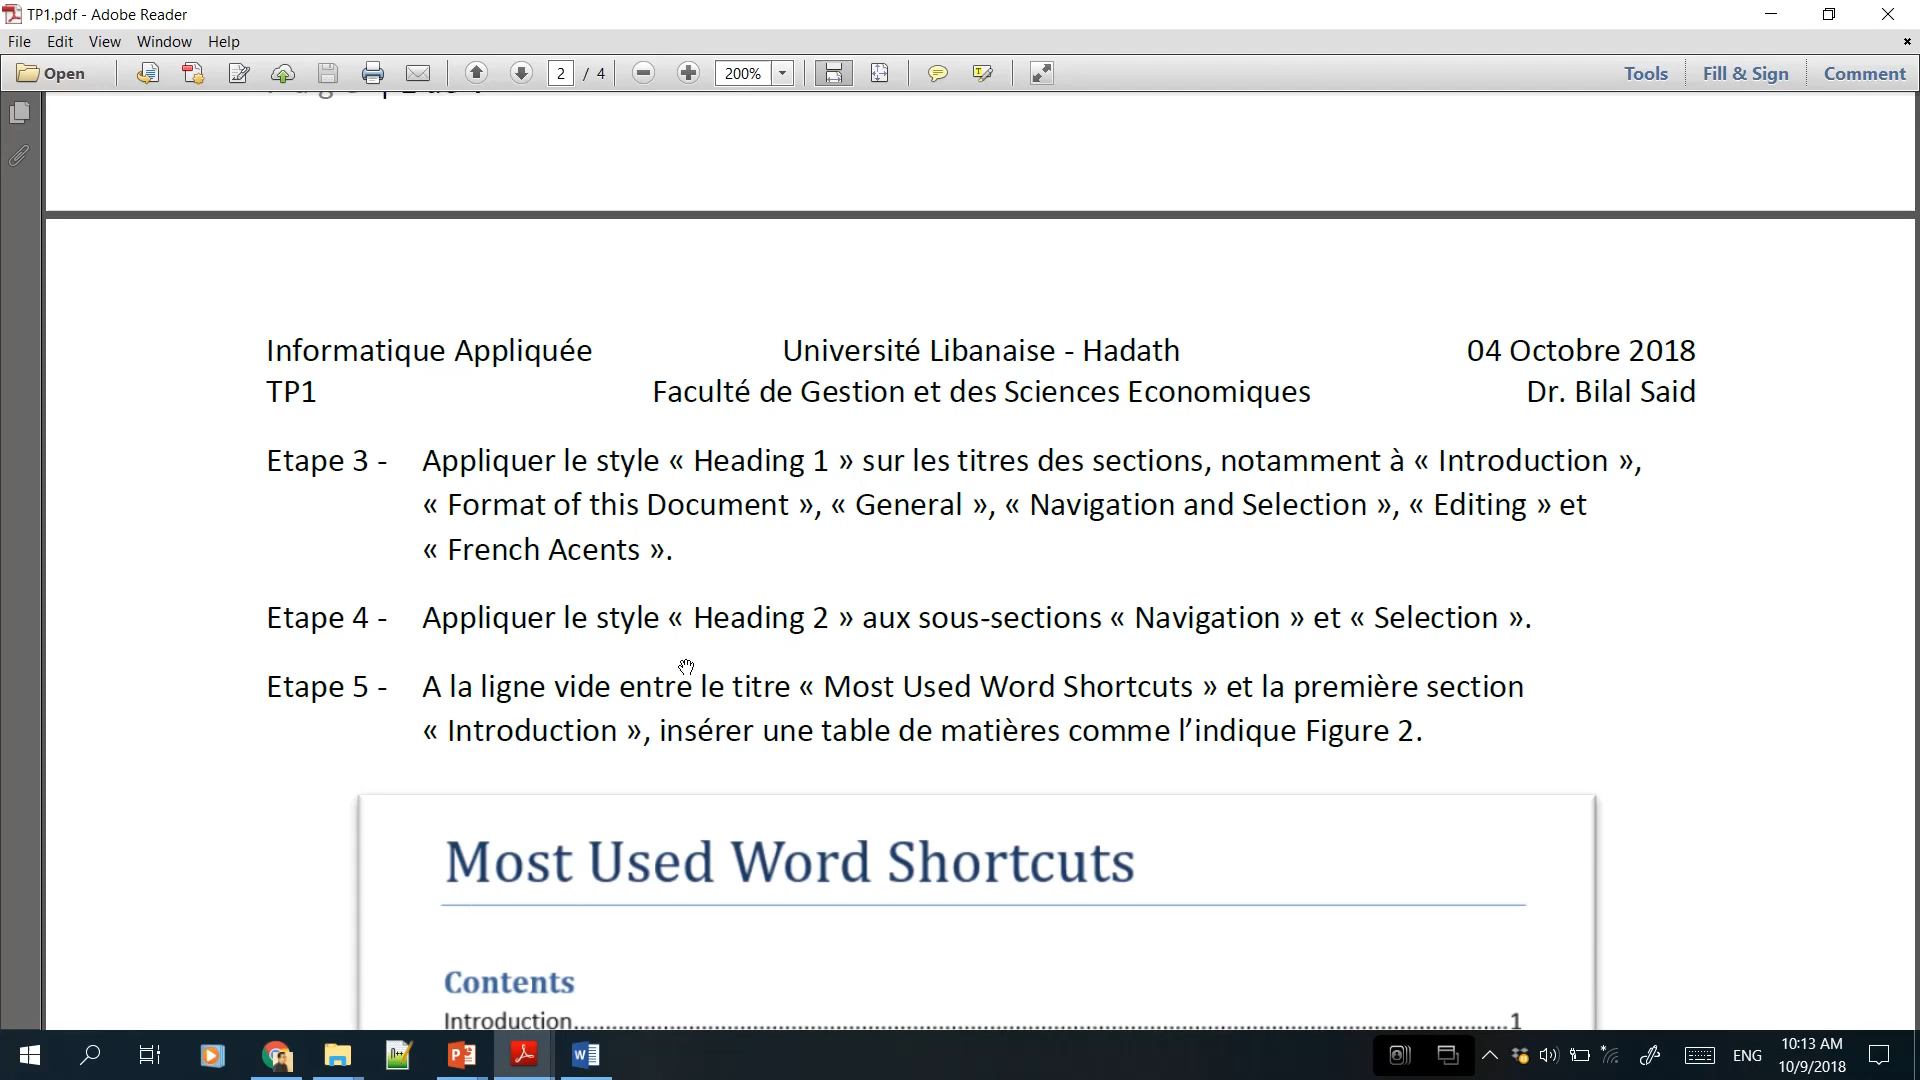 TP1.pdf - Adobe Reader
File Edit View Window Help
Open 2 / 4 200% Tools Fill & Sign Comment
Informatique Appliquée Université Libanaise - Hadath 04 Octobre 2018
TP1 Faculté de Gestion et des Sciences Economiques Dr. Bilal Said
Etape 3 - Appliquer le style « Heading 1 » sur les titres des sections, notamment à « Introduction »,
« Format of this Document », « General », « Navigation and Selection », « Editing » et
« French Acents ».
Etape 4 - Appliquer le style « Heading 2 » aux sous-sections « Navigation » et « Selection ».
Etape 5 - A la ligne vide entre le titre « Most Used Word Shortcuts » et la première section
« Introduction », insérer une table de matières comme l’indique Figure 2.
Most Used Word Shortcuts
Contents
Introduction...........................................................................1
ENG 10:13 AM
10/9/2018